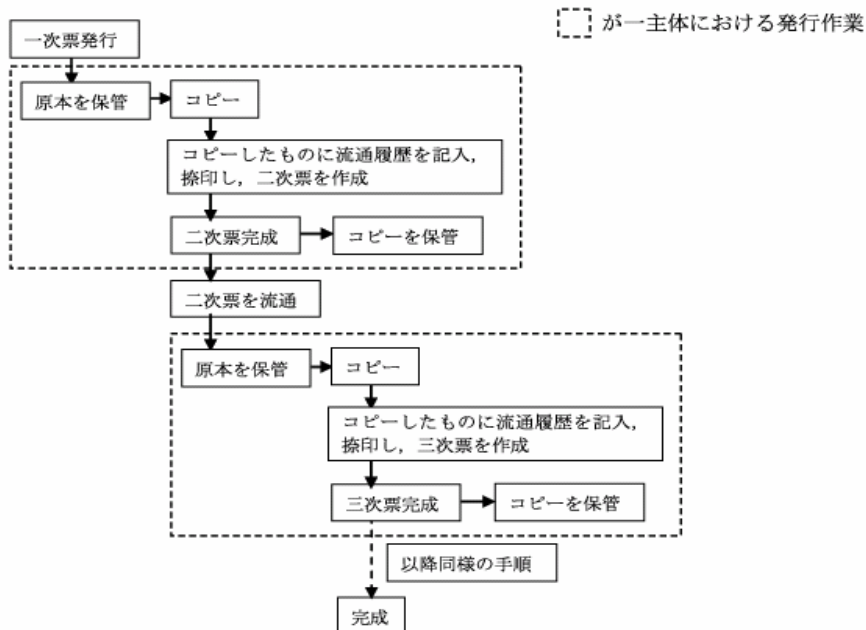 が一主体における発行作業
一次票発行
原本を保管
コピー
コピーしたものに流通履歴を記入，
捺印し，二次票を作成
二次票完成
コピーを保管
二次票を流通
原本を保管
コピー
コピーしたものに流通履歴を記入，
捺印し，三次票を作成
三次票完成
コピーを保管
以降同様の手順
完成